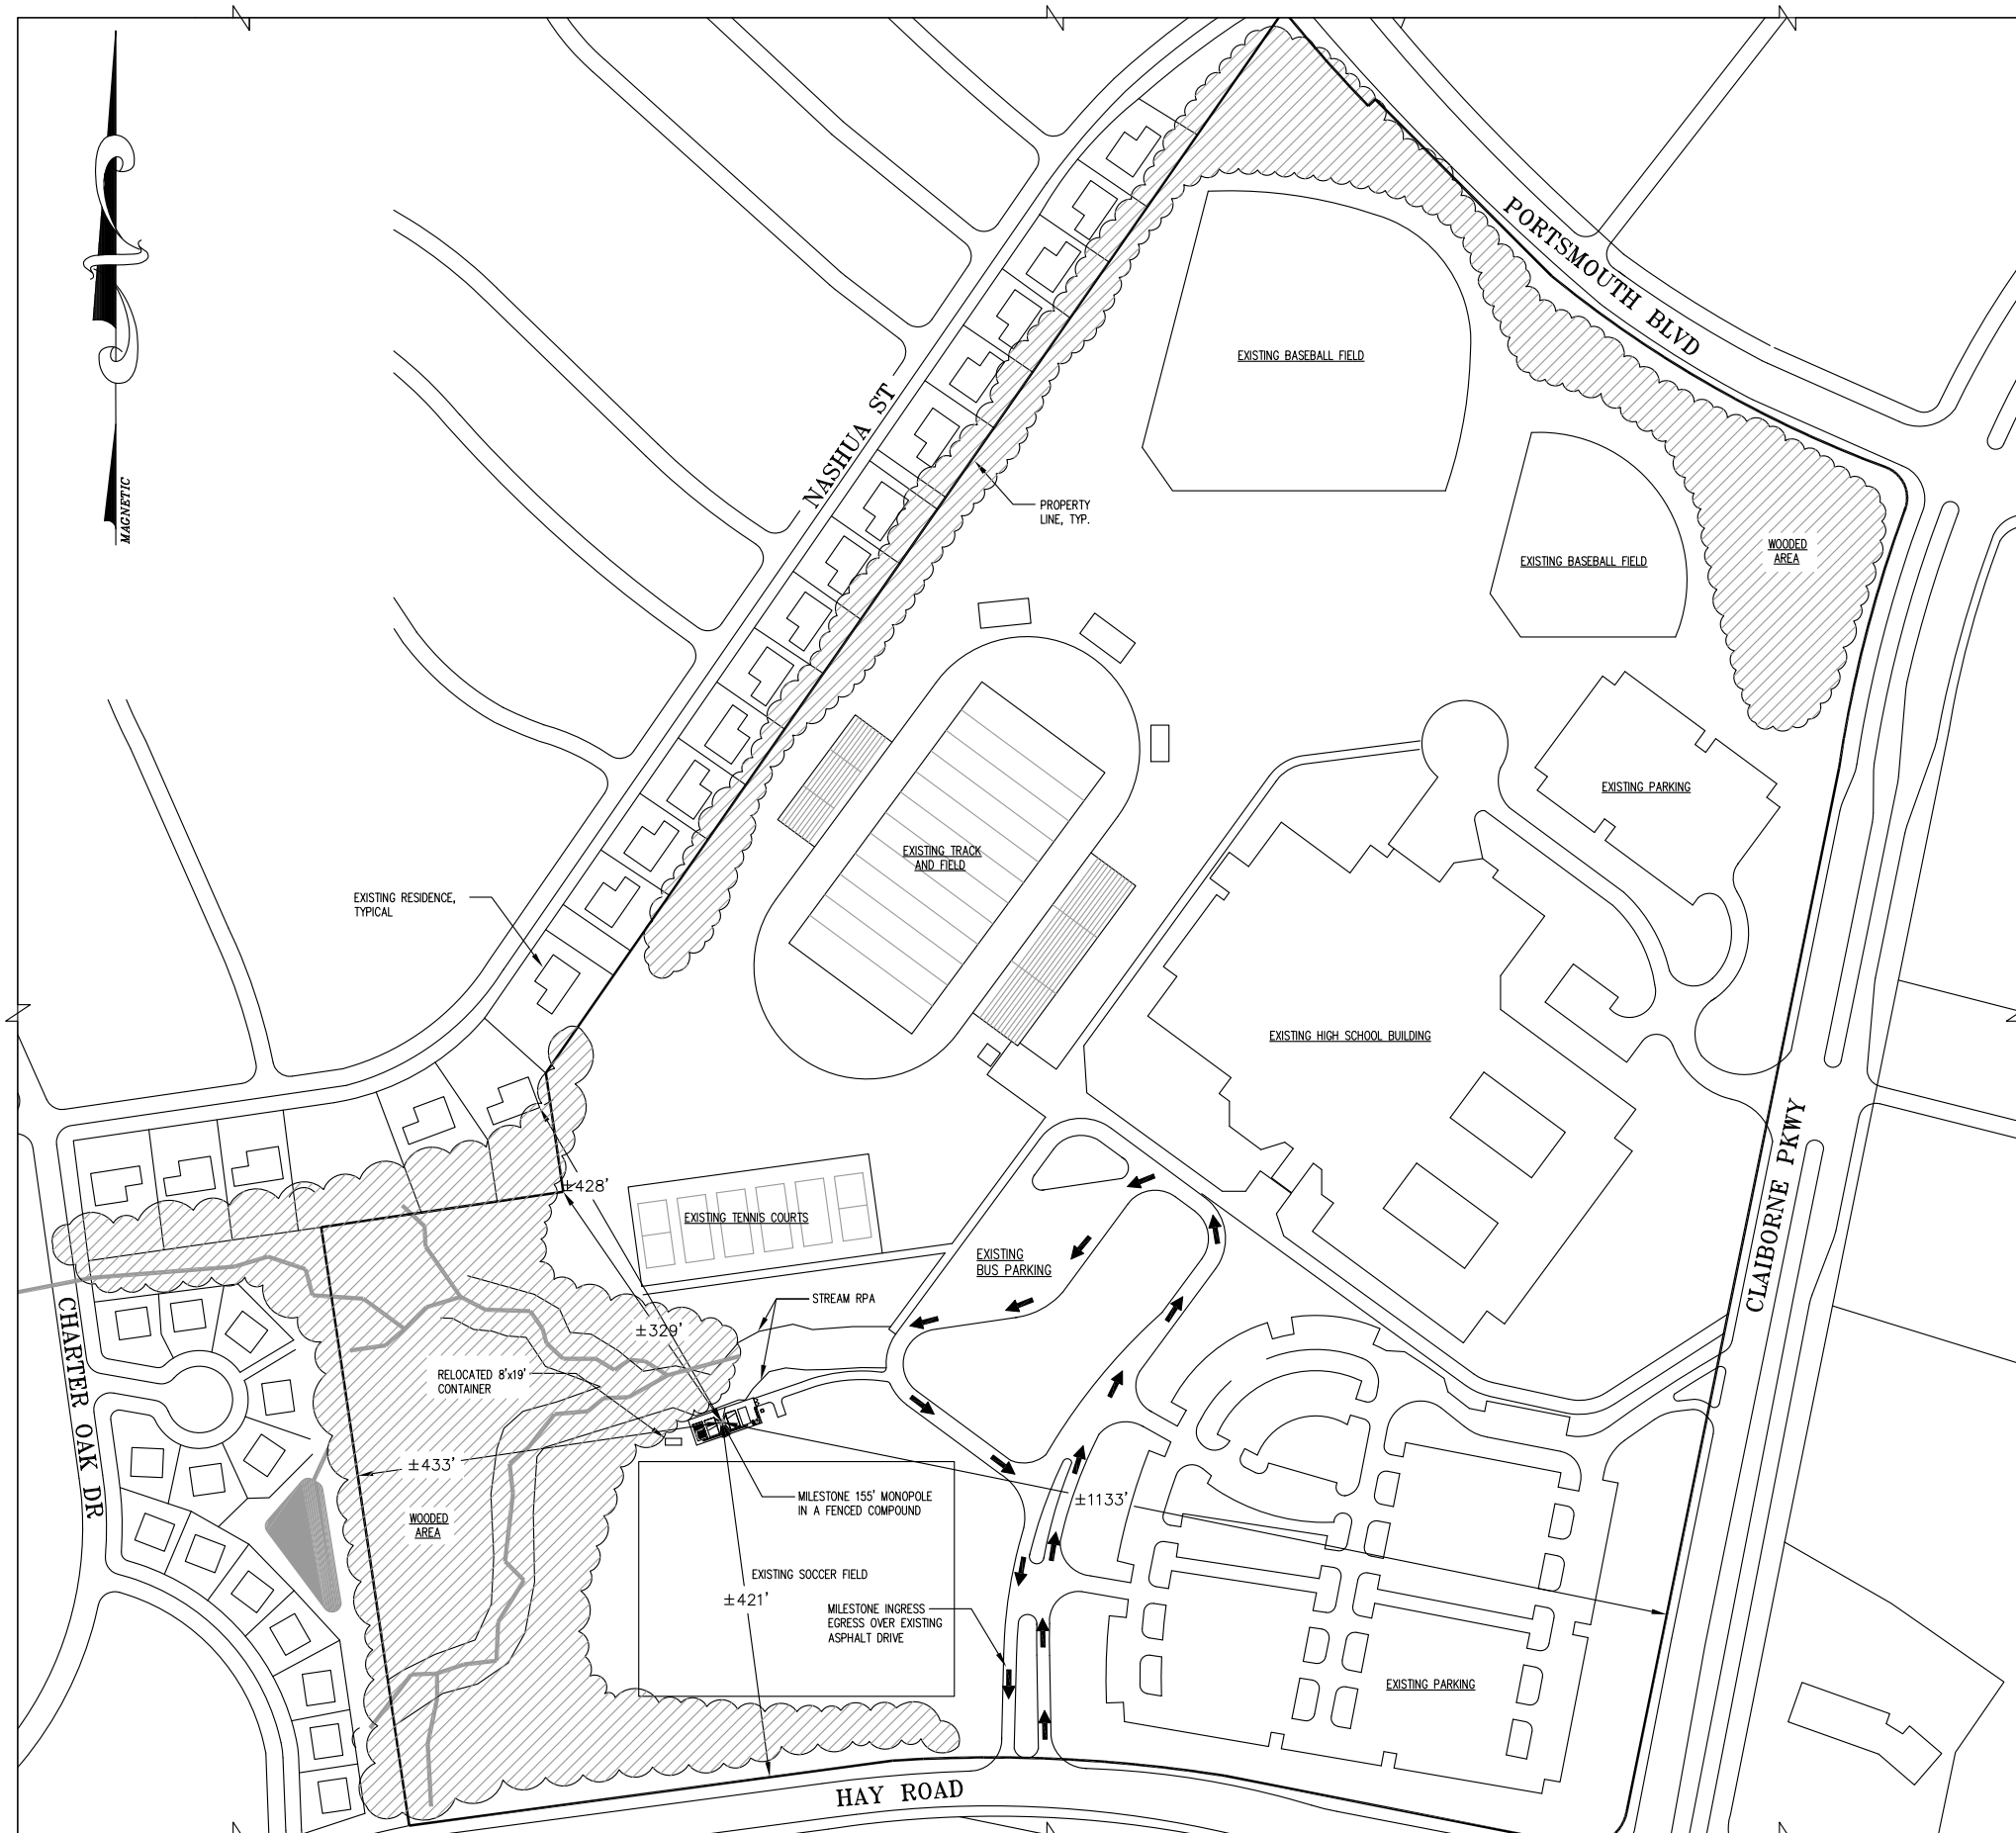 PORTSMOUTH BLVD
EXISTING BASEBALL FIELD
NASHUA ST
MAGNETIC
PROPERTY
LINE, TYP.
EXISTING BASEBALL FIELD
WOODED
AREA
EXISTING PARKING
EXISTING TRACK
AND FIELD
EXISTING RESIDENCE,
TYPICAL
EXISTING HIGH SCHOOL BUILDING
CLAIBORNE PKWY
±428'
EXISTING TENNIS COURTS
EXISTING
BUS PARKING
STREAM RPA
±329'
RELOCATED 8'x19'
CONTAINER
CHARTER OAK DR
±433'
MILESTONE 155' MONOPOLE
IN A FENCED COMPOUND
±1133'
WOODED
AREA
EXISTING SOCCER FIELD
±421'
MILESTONE INGRESS
EGRESS OVER EXISTING
ASPHALT DRIVE
EXISTING PARKING
HAY ROAD